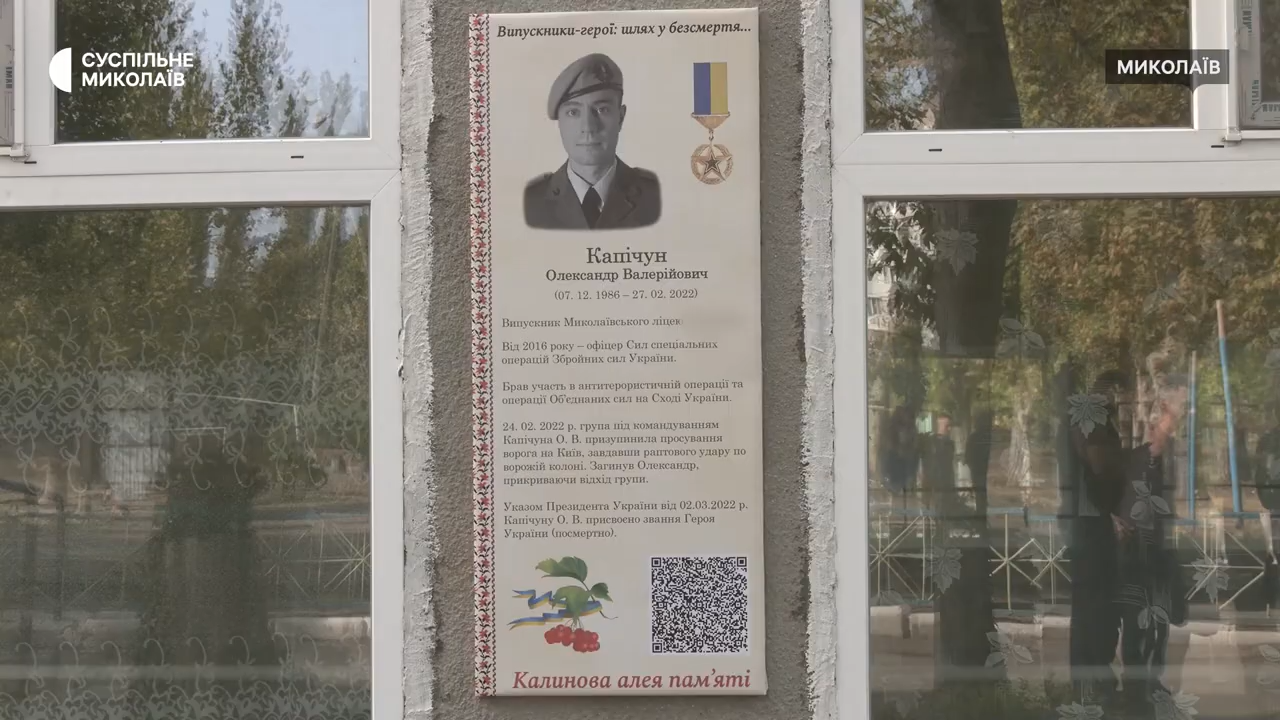 СУСПІЛЬНЕ
МИКОЛАЇВ
МИКОЛАЇВ
Випускники-герої: шлях у безсмертя...
Капічун
Олександр Валерійович
(07. 12. 1986 – 27. 02. 2022)
Випускник Миколаївського
Від 2016 року – офіцер Сил спеціальних
операцій Збройних сил України.
Брав участь в антитерористичній операції та
операції Об'єднаних сил на Сході України.
24. 02. 2022 р. група під командуванням
Капічуна О. В. призупинила просування
ворога на Київ, завдавши раптового удару по
ворожій колоні. Загинув Олександр,
прикриваючи відхід групи.
Указом Президента України від 02.03.2022 р.
Капічуну О. В. присвоєно звання Героя
України (посмертно).
Калинова алея пам'яті